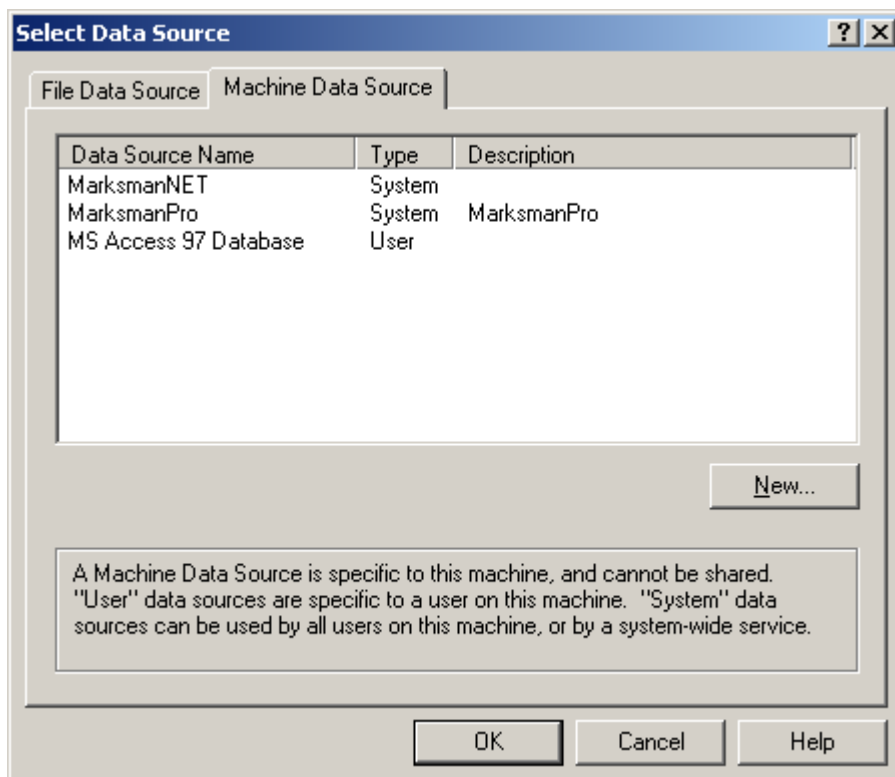 Select Data Source
File Data Source Machine Data Source
Data Source Name Type Description
MarksmanNET System
MarksmanPro System MarksmanPro
MS Access 97 Database User
New...
A Machine Data Source is specific to this machine, and cannot be shared.
"User" data sources are specific to a user on this machine. "System" data
sources can be used by all users on this machine, or by a system-wide service.
OK Cancel Help